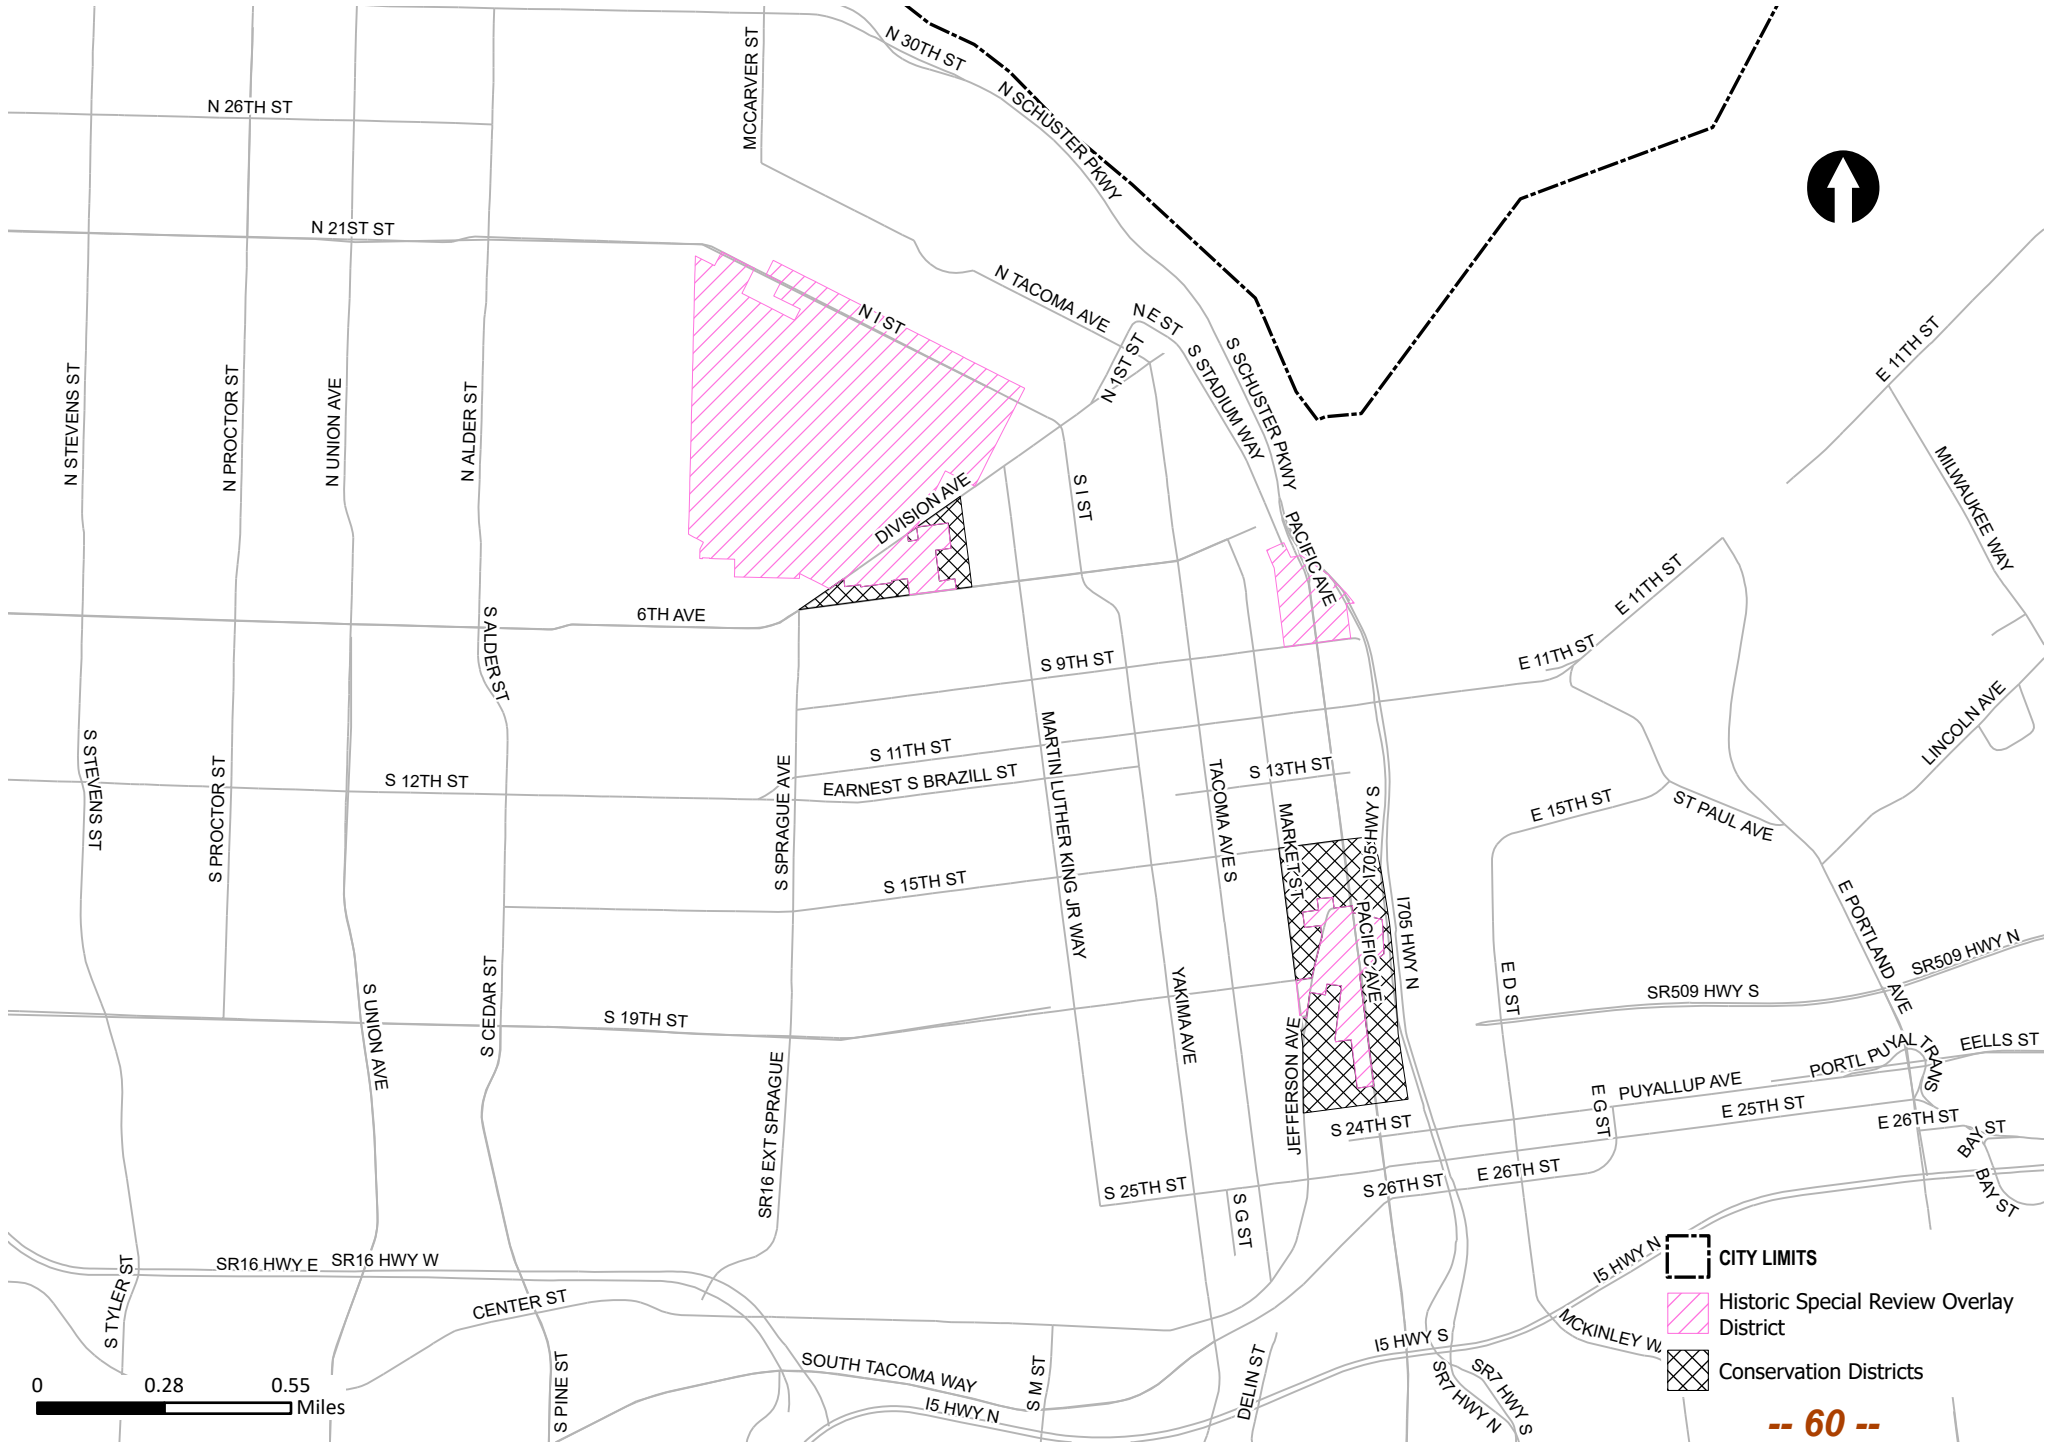 N 30TH ST
MCCARVER ST
N SCHUSTER PKWY
N 26TH ST
N 21ST ST
N TACOMA AVE
N E ST
N I ST
N 1ST ST
S STADIUM WAY
S SCHUSTER PKWY
E 11TH ST
N STEVENS ST
N PROCTOR ST
N UNION AVE
N ALDER ST
S I ST
DIVISION AVE
MILWAUKEE WAY
PACIFIC AVE
E 11TH ST
6TH AVE
S ALDER ST
S 9TH ST
E 11TH ST
LINCOLN AVE
S STEVENS ST
S PROCTOR ST
S 12TH ST
S SPRAGUE AVE
S 11TH ST
EARNEST S BRAZILL ST
MARTIN LUTHER KING JR WAY
TACOMA AVE S
S 13TH ST
MARKET ST
I705 HWY S
E 15TH ST
ST PAUL AVE
S 15TH ST
PACIFIC AVE
I705 HWY N
E PORTLAND AVE
SR509 HWY N
S UNION AVE
S CEDAR ST
S 19TH ST
YAKIMA AVE
E D ST
SR509 HWY S
JEFFERSON AVE
SR16 EXT SPRAGUE
EELLS ST
PORTL PUYAL TRANS
PUYALLUP AVE
E G ST
E 25TH ST
E 26TH ST
S 24TH ST
BAY ST
BAY ST
S 25TH ST
S 26TH ST
E 26TH ST
S G ST
S TYLER ST
SR16 HWY E
SR16 HWY W
CENTER ST
I5 HWY N
CITY LIMITS
Historic Special Review Overlay
District
Conservation Districts
MCKINLEY WA
I5 HWY S
SOUTH TACOMA WAY
S PINE ST
I5 HWY N
S M ST
DELIN ST
SR7 HWY N
SR7 HWY S
0 0.28 0.55
Miles
-- 60 --